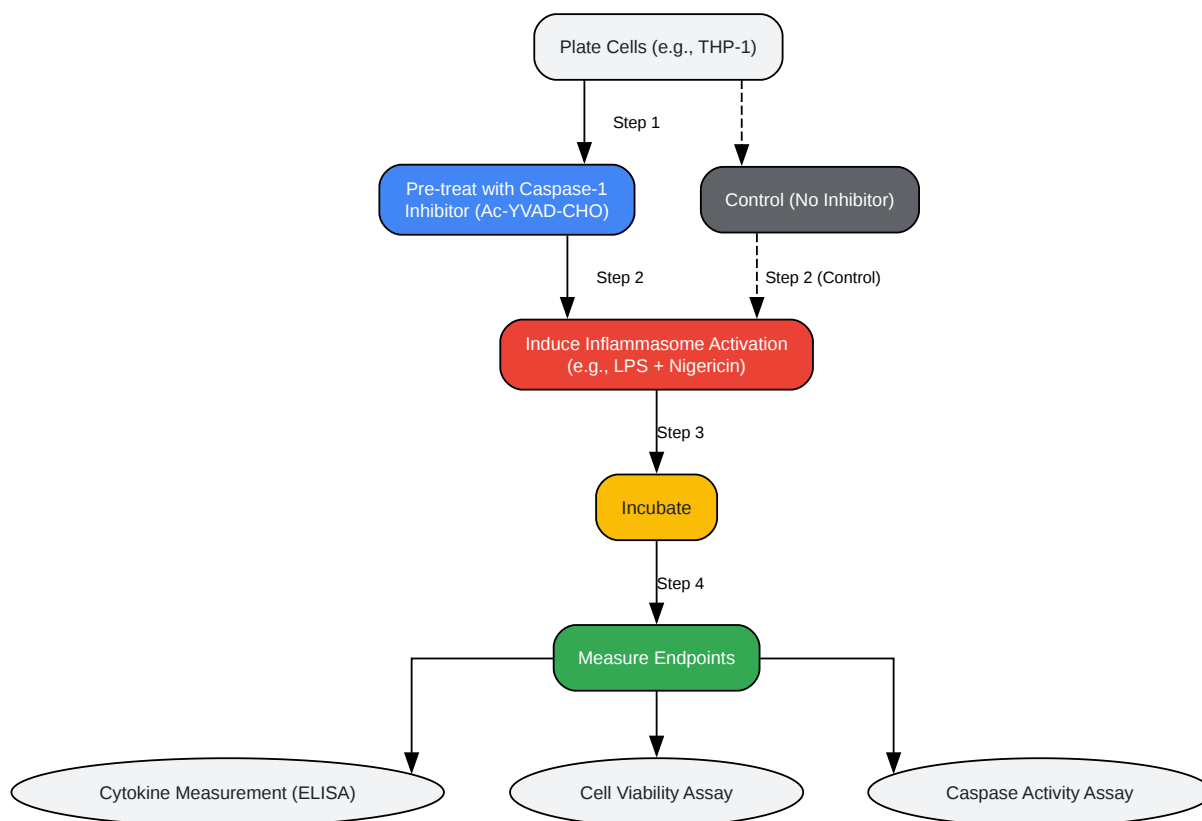 Plate Cells (e.g., THP-1)
Step 1
Pre-treat with Caspase-1
Inhibitor (Ac-YVAD-CHO)
Control (No Inhibitor)
Step 2
Step 2 (Control)
Induce Inflammasome Activation
(e.g., LPS + Nigericin)
Step 3
Incubate
Step 4
Measure Endpoints
Cytokine Measurement (ELISA)
Cell Viability Assay
Caspase Activity Assay